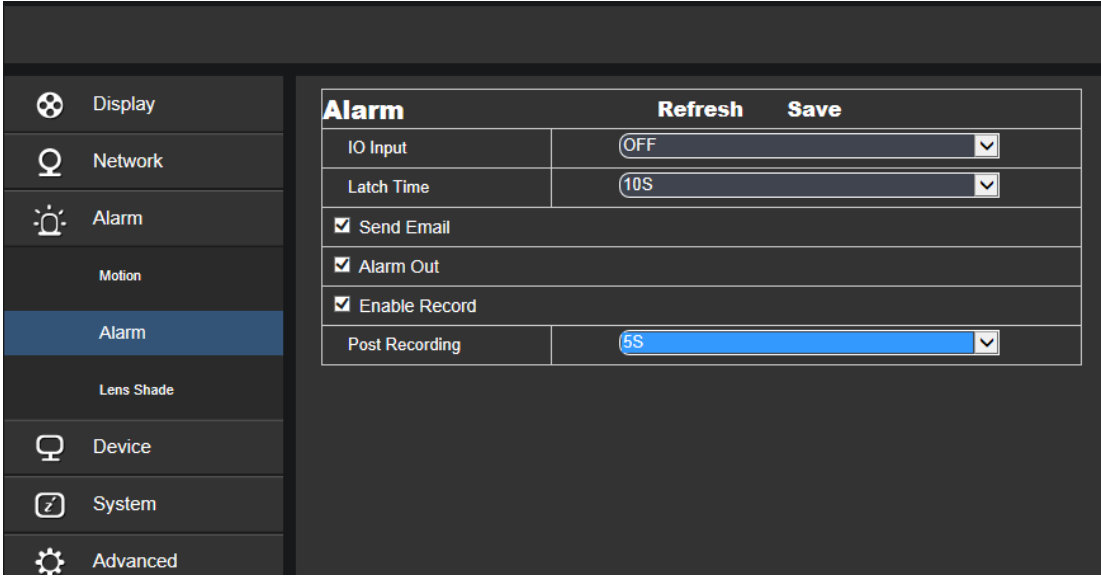 Display
Network
Alarm
Motion
Alarm
Lens Shade
Device
System
Advanced
Alarm Refresh Save
IO Input OFF
Latch Time 10S
Send Email
Alarm Out
Enable Record
Post Recording 5S